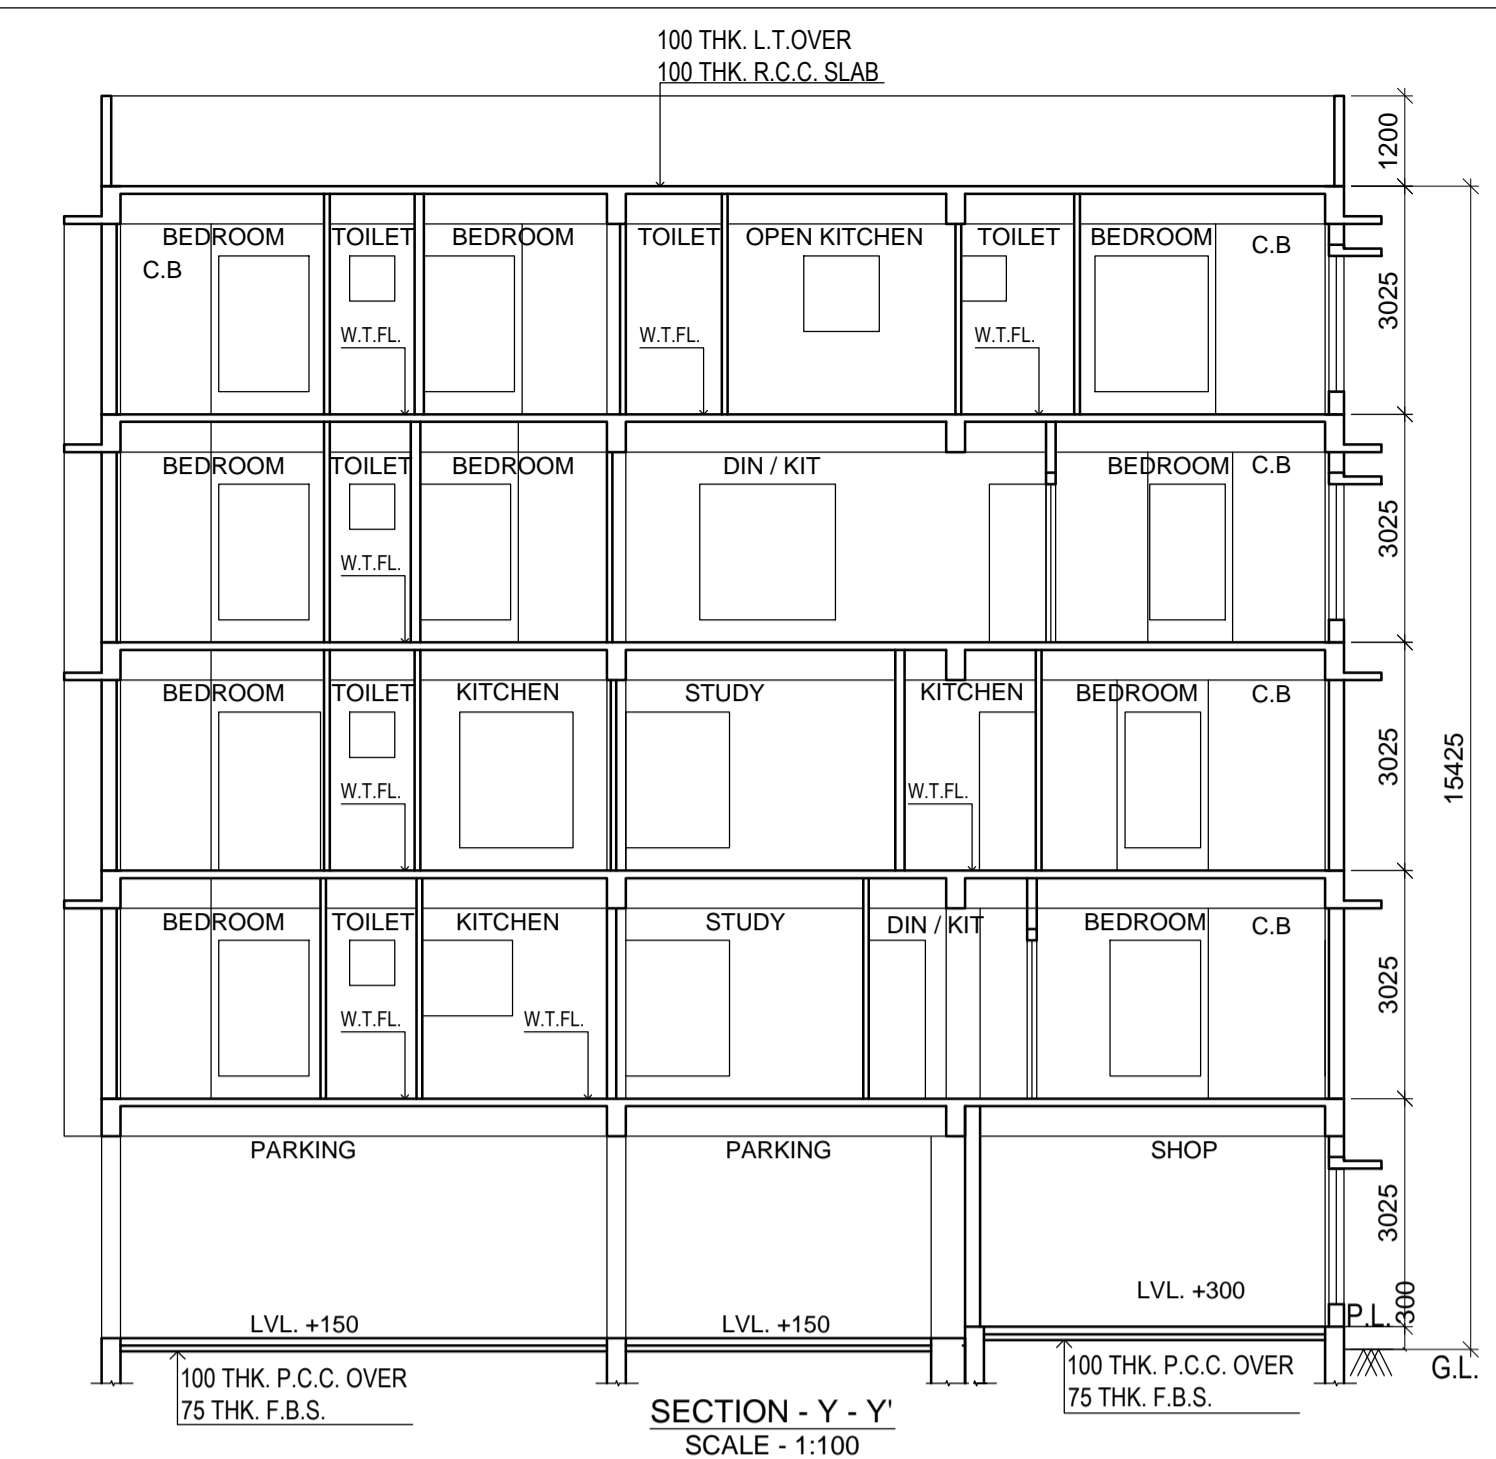 100 THK. L.T.OVER
100 THK. R.C.C. SLAB
1200
BEDROOM TOILET BEDROOM TOILET OPEN KITCHEN TOILET BEDROOM C.B
C.B
W.T.FL. W.T.FL. W.T.FL.
3025
BEDROOM TOILET BEDROOM DIN / KIT BEDROOM C.B
W.T.FL.
3025
BEDROOM TOILET KITCHEN STUDY KITCHEN BEDROOM C.B
W.T.FL. W.T.FL.
3025
15425
BEDROOM TOILET KITCHEN STUDY DIN / KIT BEDROOM C.B
W.T.FL. W.T.FL.
3025
PARKING PARKING SHOP
3025
LVL. +150 LVL. +150 LVL. +300
P.L. 300
G.L.
100 THK. P.C.C. OVER
75 THK. F.B.S.
100 THK. P.C.C. OVER
75 THK. F.B.S.
SECTION - Y - Y'
SCALE - 1:100